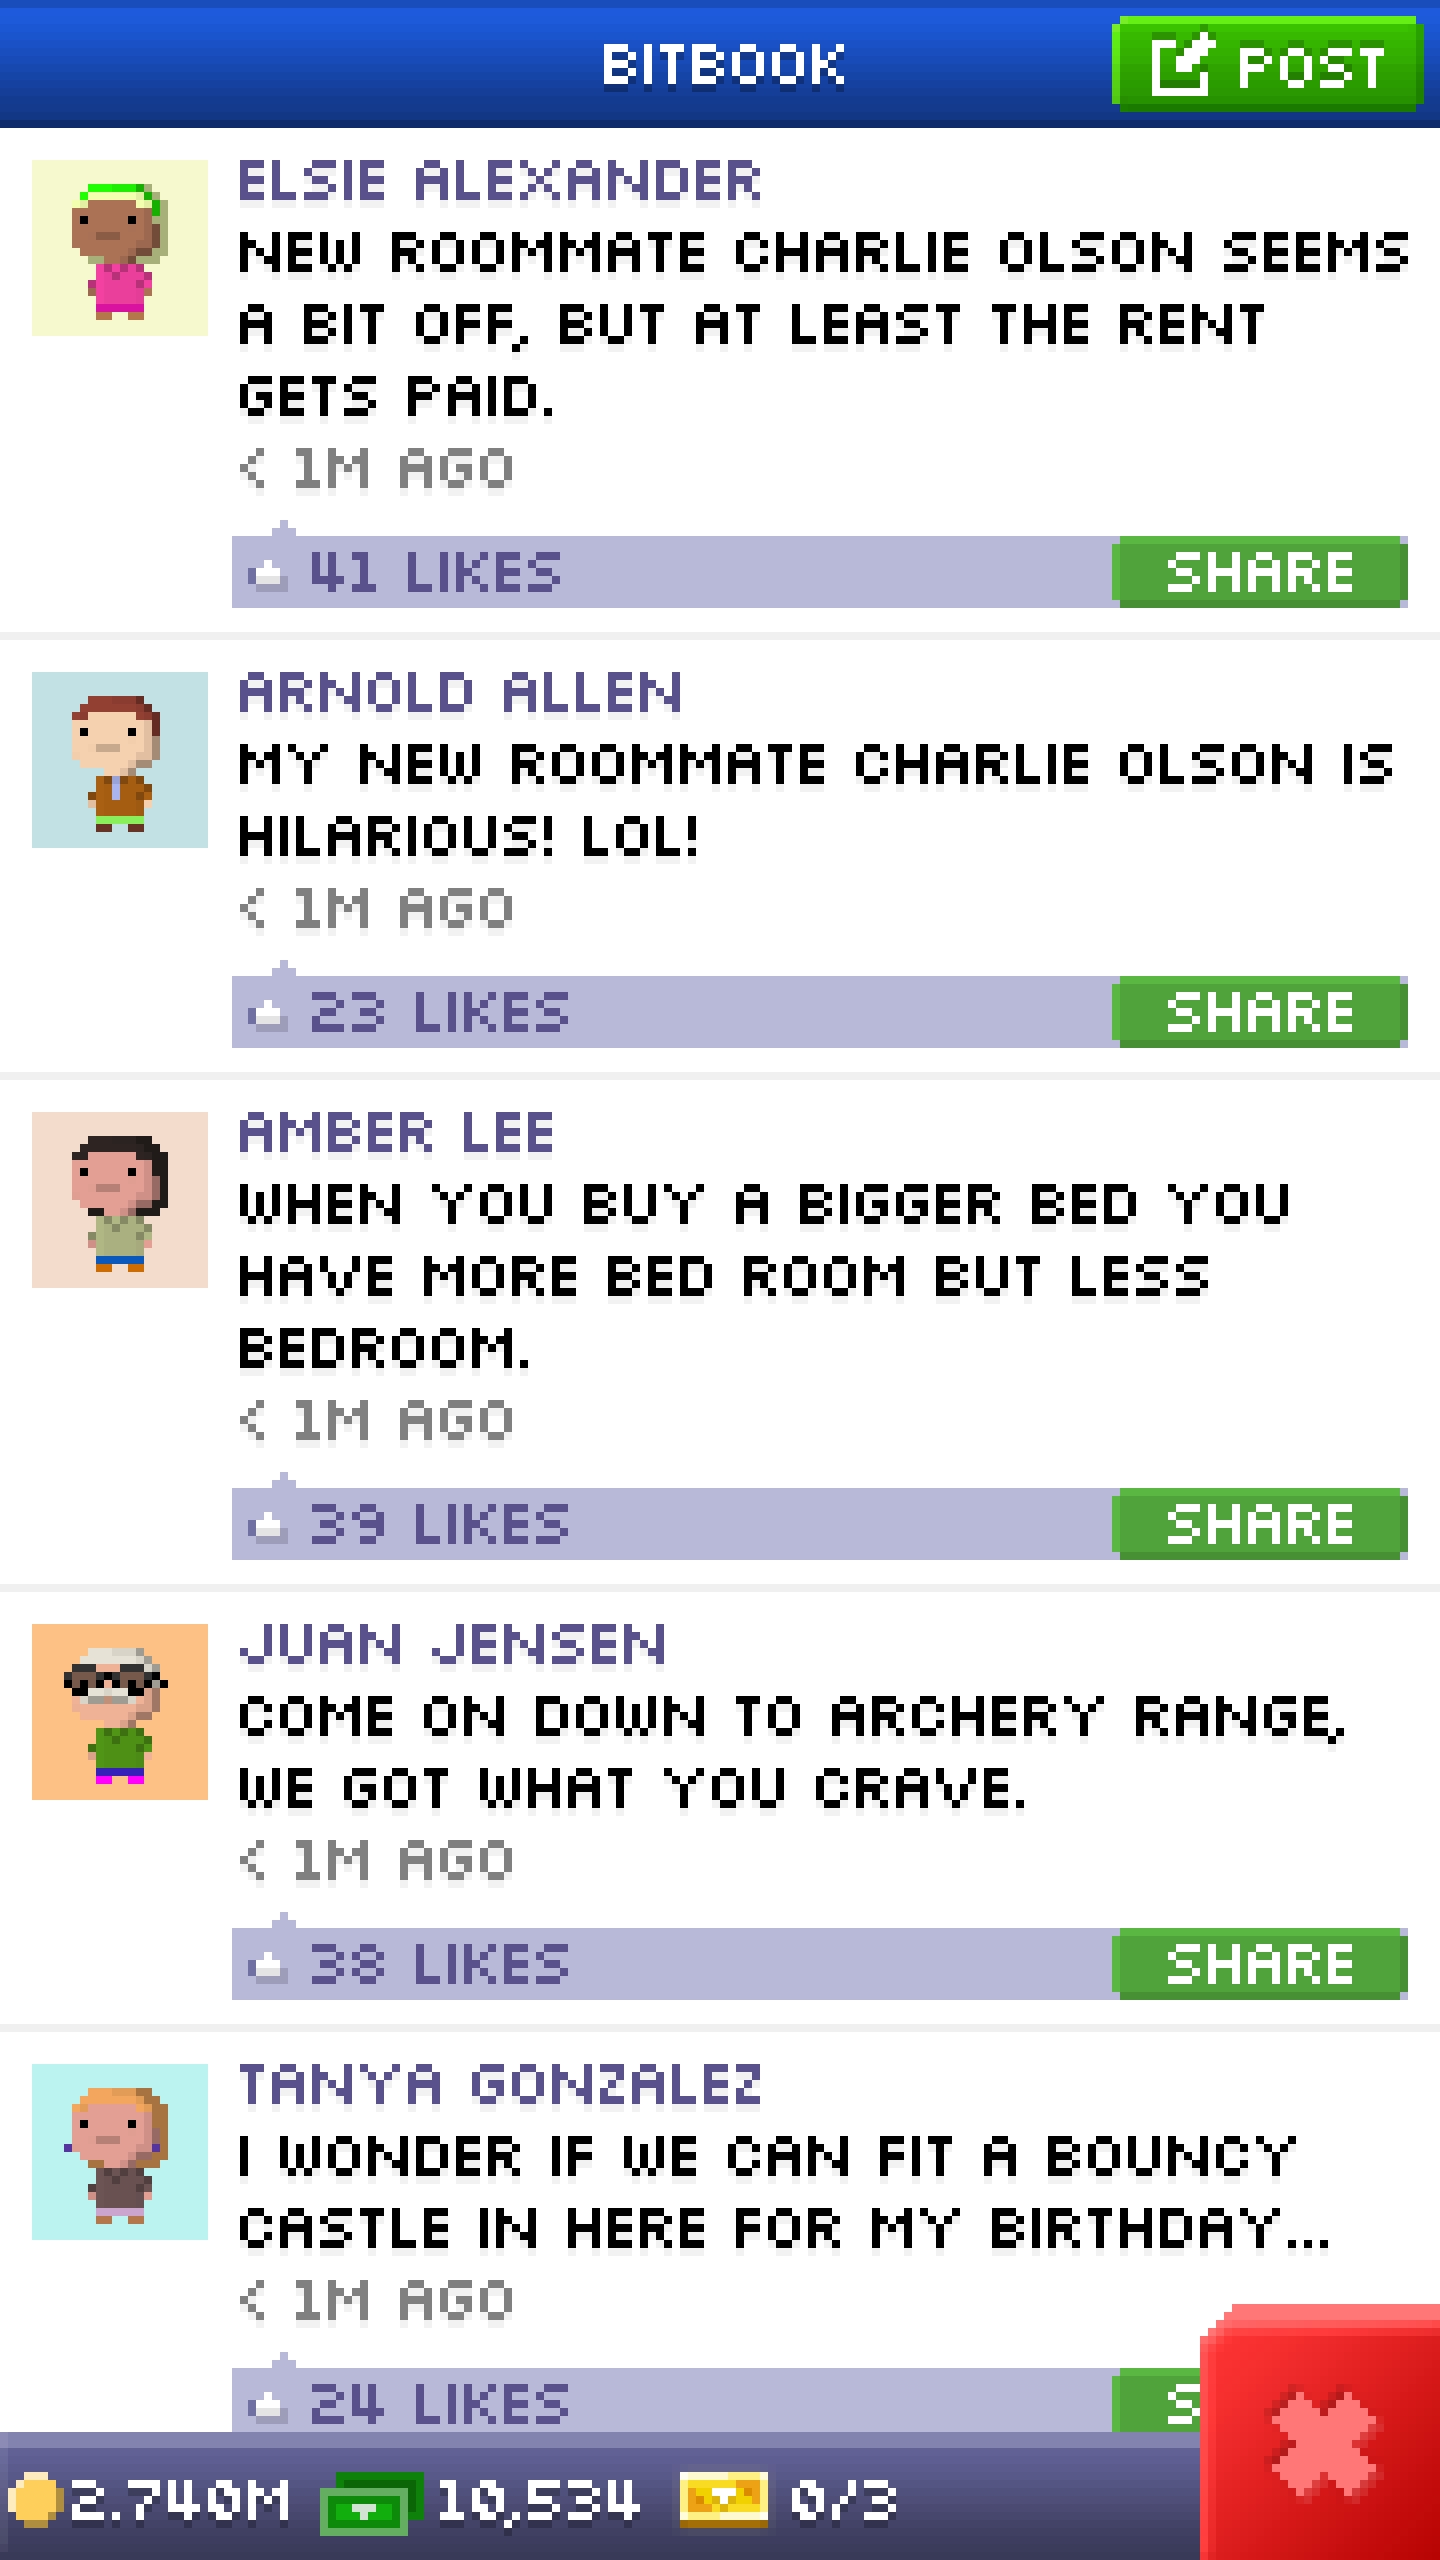 BITBOOK
POST
ELSIE ALEXANDER
NEW ROOMMATE CHARLIE OLSON SEEMS
A BIT OFF, BUT AT LEAST THE RENT
GETS PAID.
< 1M AGO
41 LIKES
SHARE
ARNOLD ALLEN
MY NEW ROOMMATE CHARLIE OLSON IS
HILARIOUS! LOL!
< 1M AGO
23 LIKES
SHARE
AMBER LEE
WHEN YOU BUY A BIGGER BED YOU
HAVE MORE BED ROOM BUT LESS
BEDROOM.
< 1M AGO
39 LIKES
SHARE
JUAN JENSEN
COME ON DOWN TO ARCHERY RANGE,
WE GOT WHAT YOU CRAVE.
< 1M AGO
38 LIKES
SHARE
TANYA GONZALEZ
I WONDER IF WE CAN FIT A BOUNCY
CASTLE IN HERE FOR MY BIRTHDAY...
< 1M AGO
24 LIKES
2.740M
10,534
0/3